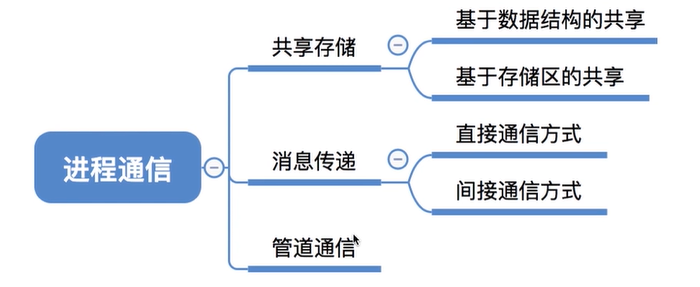 进程通信
共享存储
基于数据结构的共享
基于存储区的共享
消息传递
直接通信方式
间接通信方式
管道通信